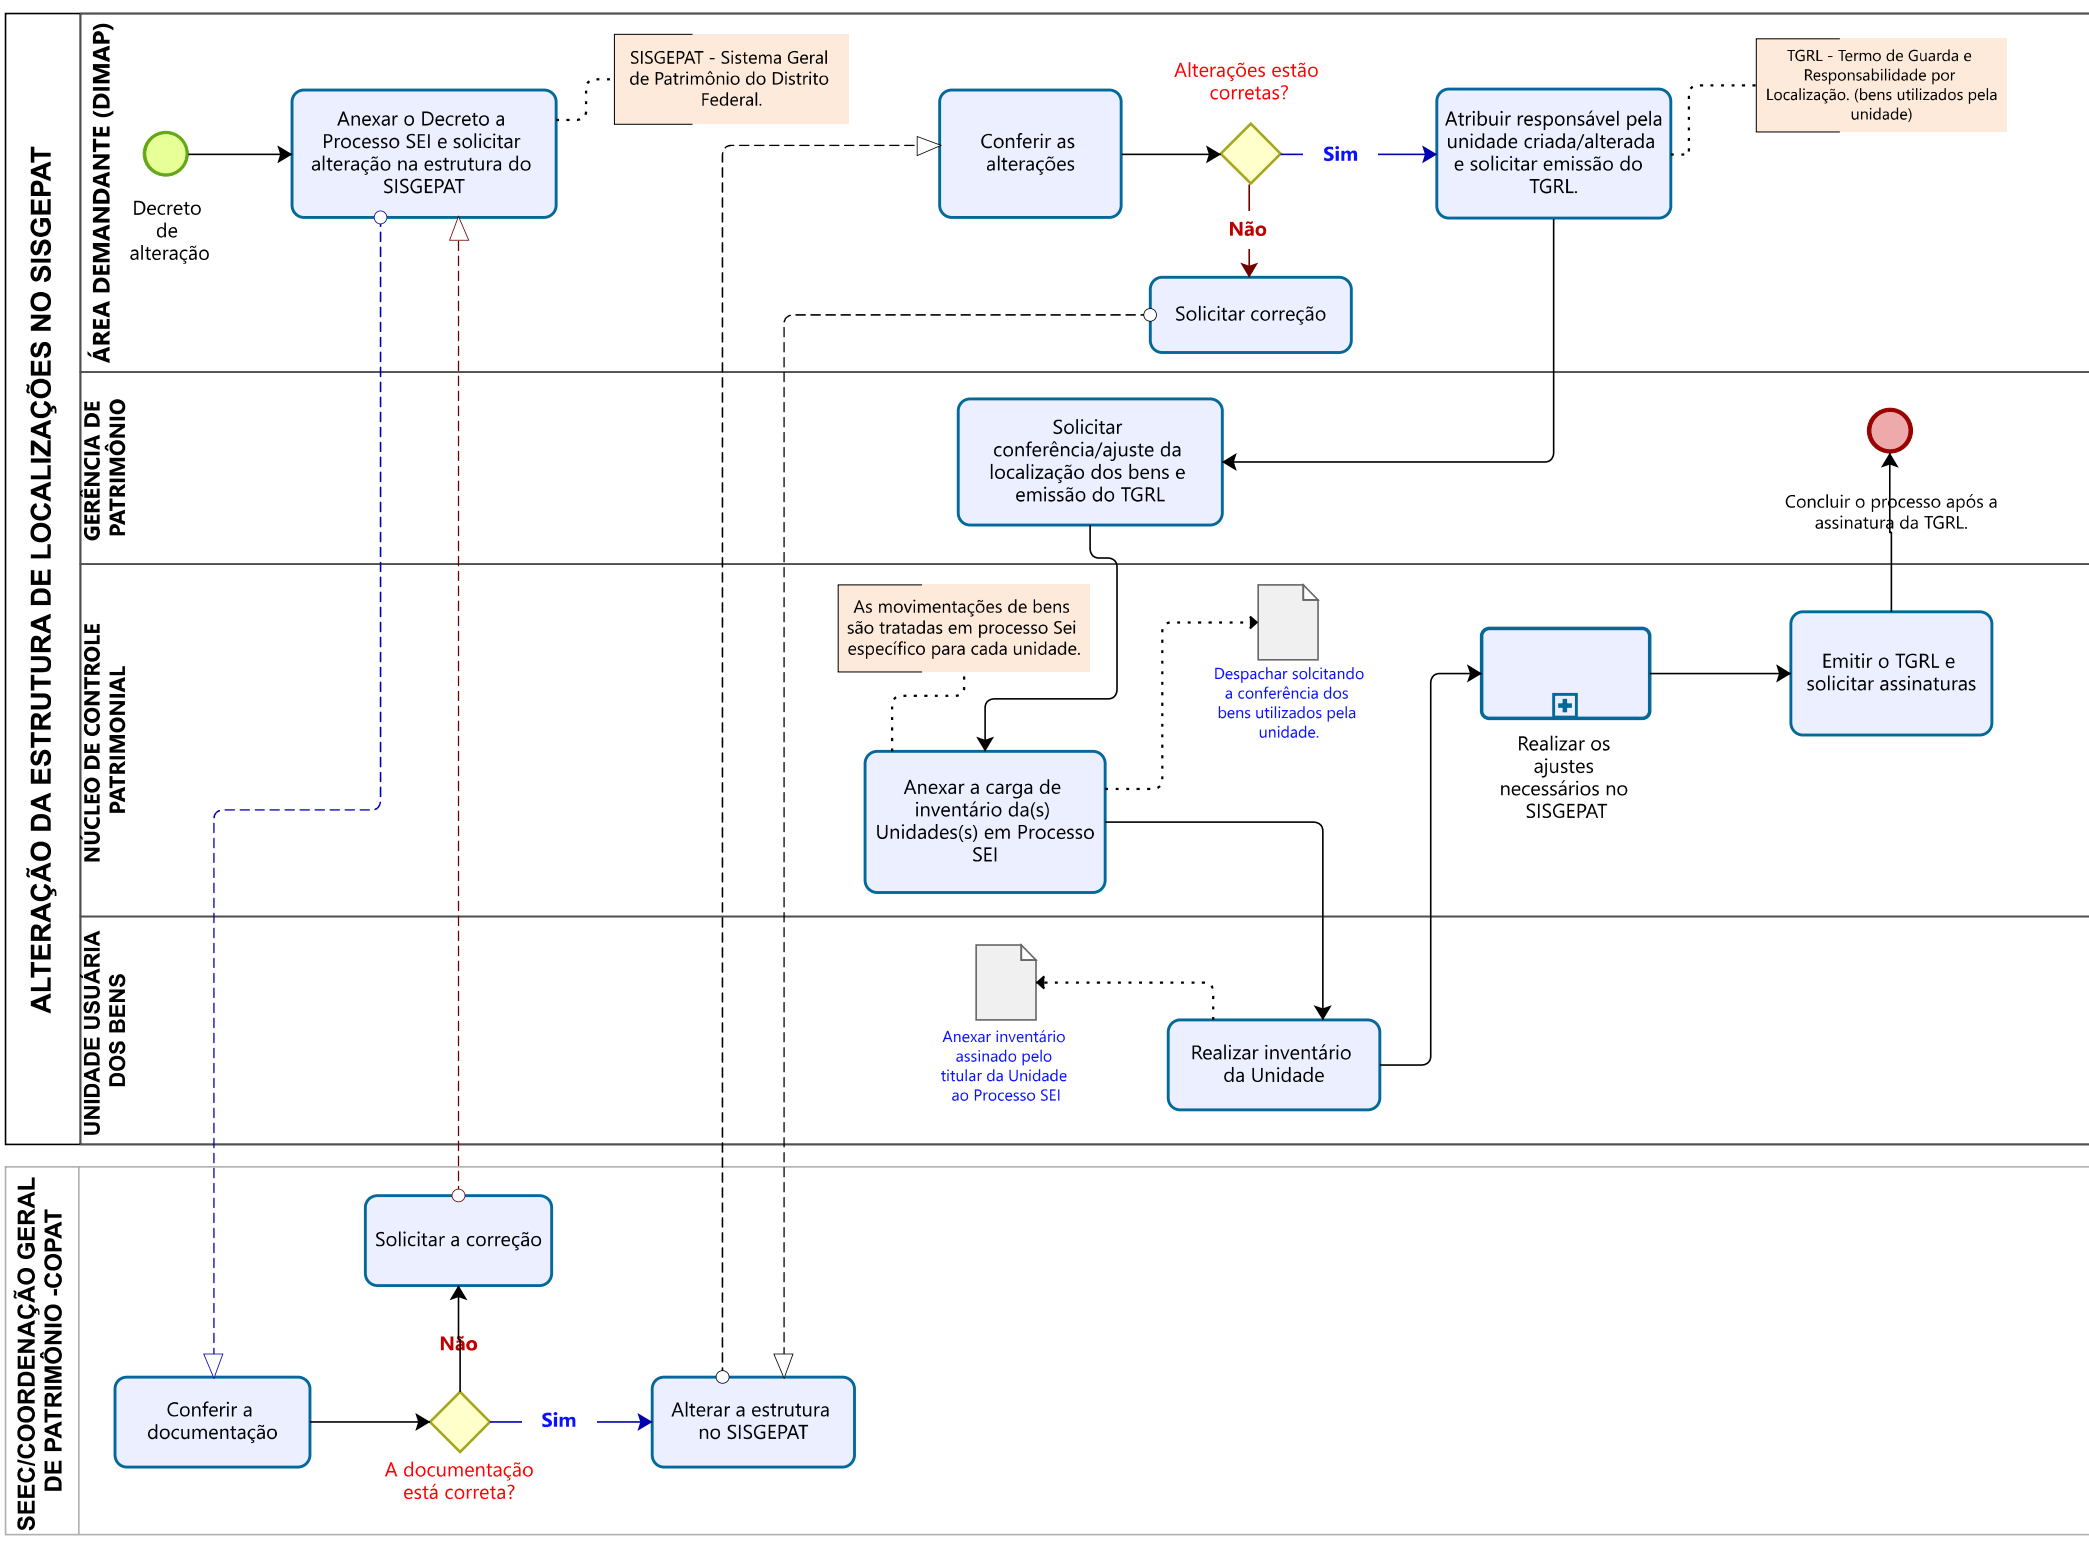 ALTERAÇÃO DA ESTRUTURA DE LOCALIZAÇÕES NO SISGEPAT
ÁREA DEMANDANTE (DIMAP)
Decreto
de
alteração
Anexar o Decreto a
Processo SEI e solicitar
alteração na estrutura do
SISGEPAT
SISGEPAT - Sistema Geral
de Patrimônio do Distrito
Federal.
Conferir as
alterações
Alterações estão
corretas?
Sim
Não
Atribuir responsável pela
unidade criada/alterada
e solicitar emissão do
TGRL.
TGRL - Termo de Guarda e
Responsabilidade por
Localização. (bens utilizados pela
unidade)
Solicitar correção
GERÊNCIA DE
PATRIMÔNIO
Solicitar
conferência/ajuste da
localização dos bens e
emissão do TGRL
Concluir o processo após a
assinatura da TGRL.
NÚCLEO DE CONTROLE
PATRIMONIAL
As movimentações de bens
são tratadas em processo Sei
específico para cada unidade.
Despachar solcitando
a conferência dos
bens utilizados pela
unidade.
Anexar a carga de
inventário da(s)
Unidades(s) em Processo
SEI
Realizar os
ajustes
necessários no
SISGEPAT
Emitir o TGRL e
solicitar assinaturas
UNIDADE USUÁRIA
DOS BENS
Anexar inventário
assinado pelo
titular da Unidade
ao Processo SEI
Realizar inventário
da Unidade
SEEC/COORDENAÇÃO GERAL
DE PATRIMÔNIO -COPAT
Solicitar a correção
Não
Conferir a
documentação
Sim
A documentação
está correta?
Alterar a estrutura
no SISGEPAT